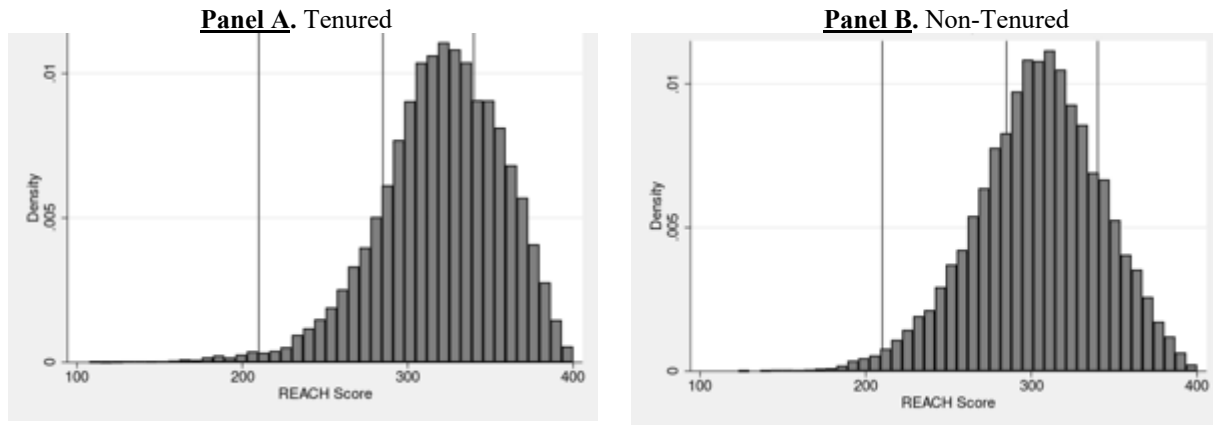 Panel A. Tenured
Panel B. Non-Tenured
Density
.01
.005
0
100
200
300
400
REACH Score
Density
.01
.005
0
100
200
300
400
REACH Score